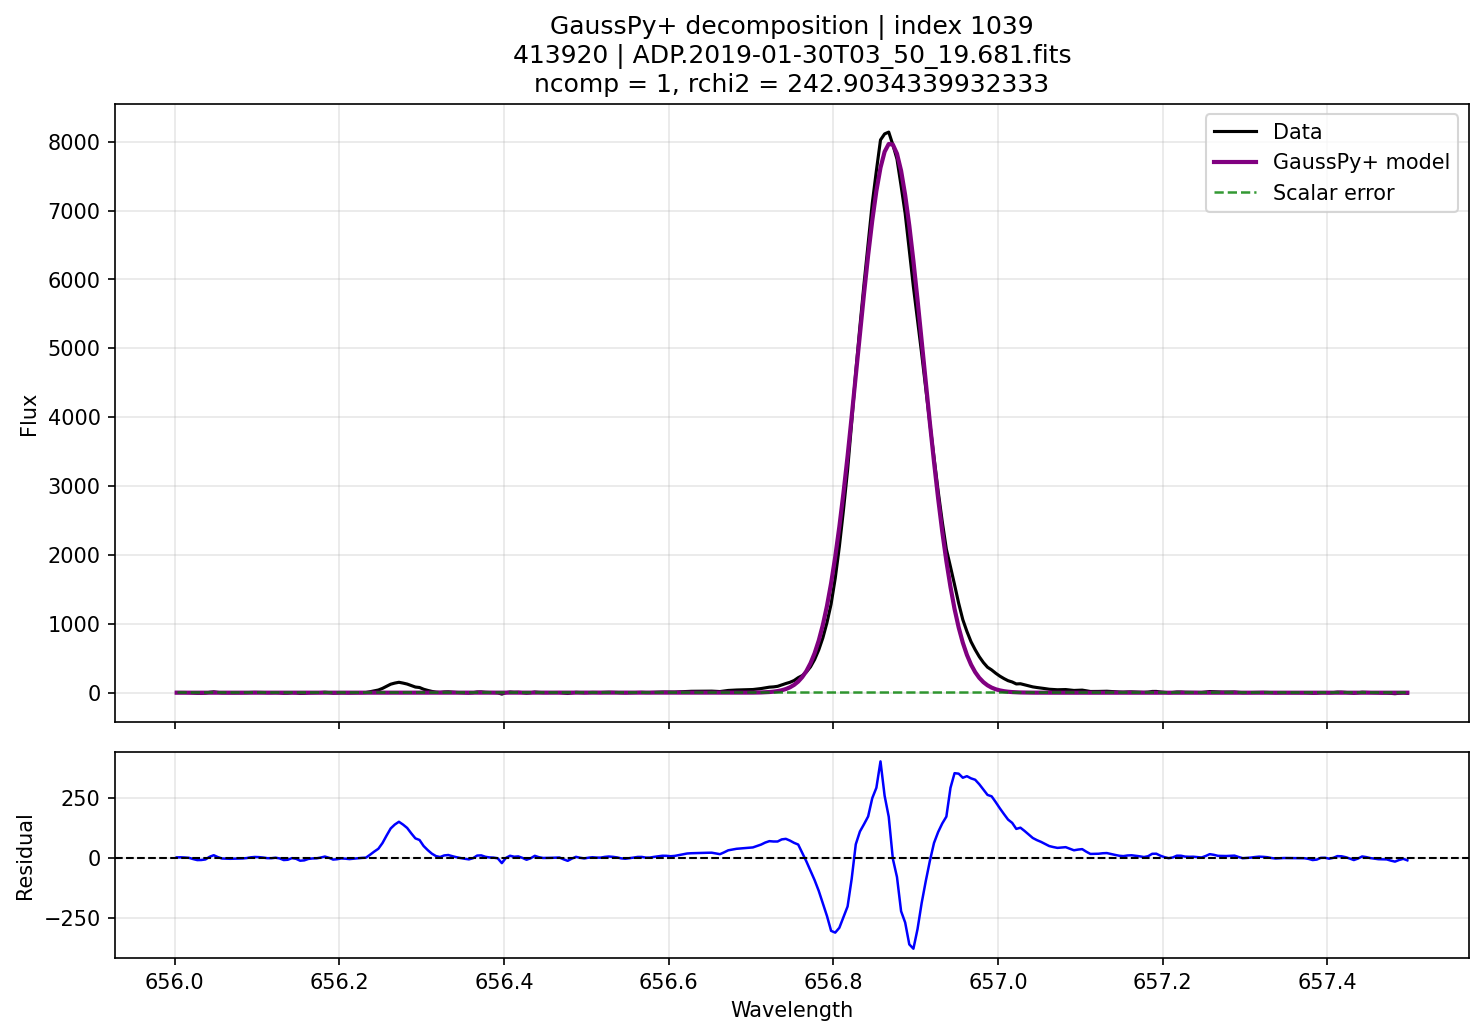 GaussPy+ decomposition | index 1039
413920 | ADP.2019-01-30T03_50_19.681.fits
ncomp = 1, rchi2 = 242.9034339932333
Data
GaussPy+ model
Scalar error
8000
7000
6000
5000
4000
3000
2000
1000
0
Flux
250
0
−250
Residual
656.0 656.2 656.4 656.6 656.8 657.0 657.2 657.4
Wavelength